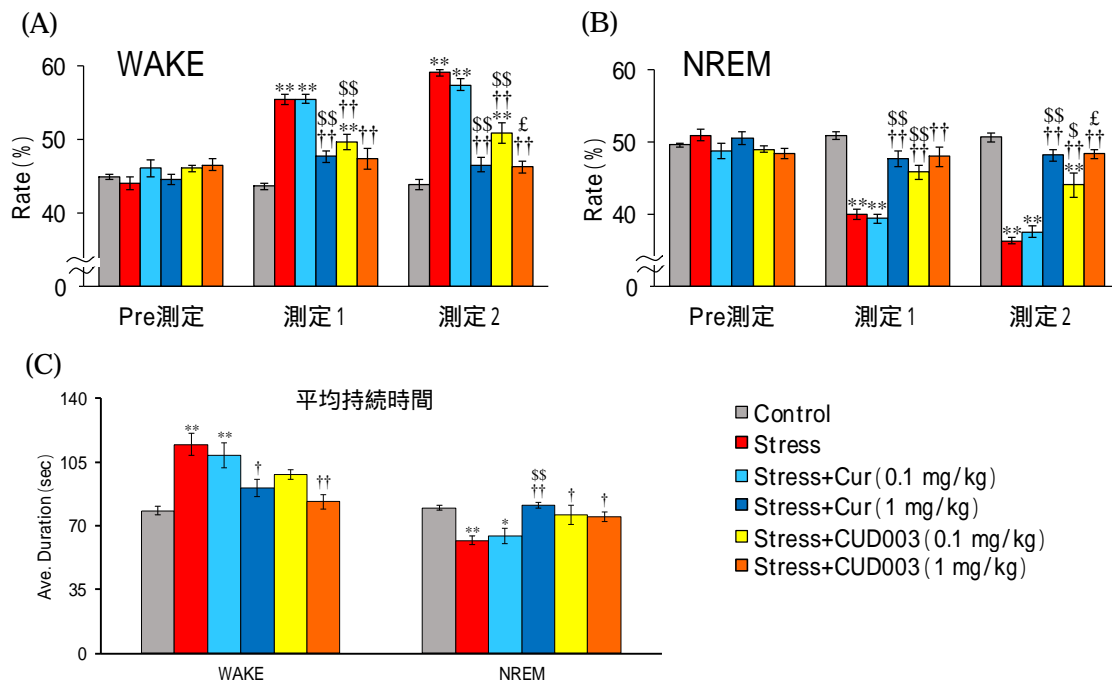 (A)
WAKE
Rate (%)
60
50
40
0
** **
$$
††
$$
††
**
††
**
**
$$
††
$$
††
**
£
††
Pre測定
測定1
測定2
(B)
NREM
Rate (%)
60
50
40
0
** **
$$
††
$$
††
††
**
**
$$
††
$
††
**
£
††
Pre測定
測定1
測定2
(C)
平均持続時間
Ave. Duration (sec)
140
105
70
35
0
**
**
†
††
**
*
$$
††
†
†
WAKE
NREM
Control
Stress
Stress+Cur (0.1 mg/kg)
Stress+Cur (1 mg/kg)
Stress+CUD003 (0.1 mg/kg)
Stress+CUD003 (1 mg/kg)